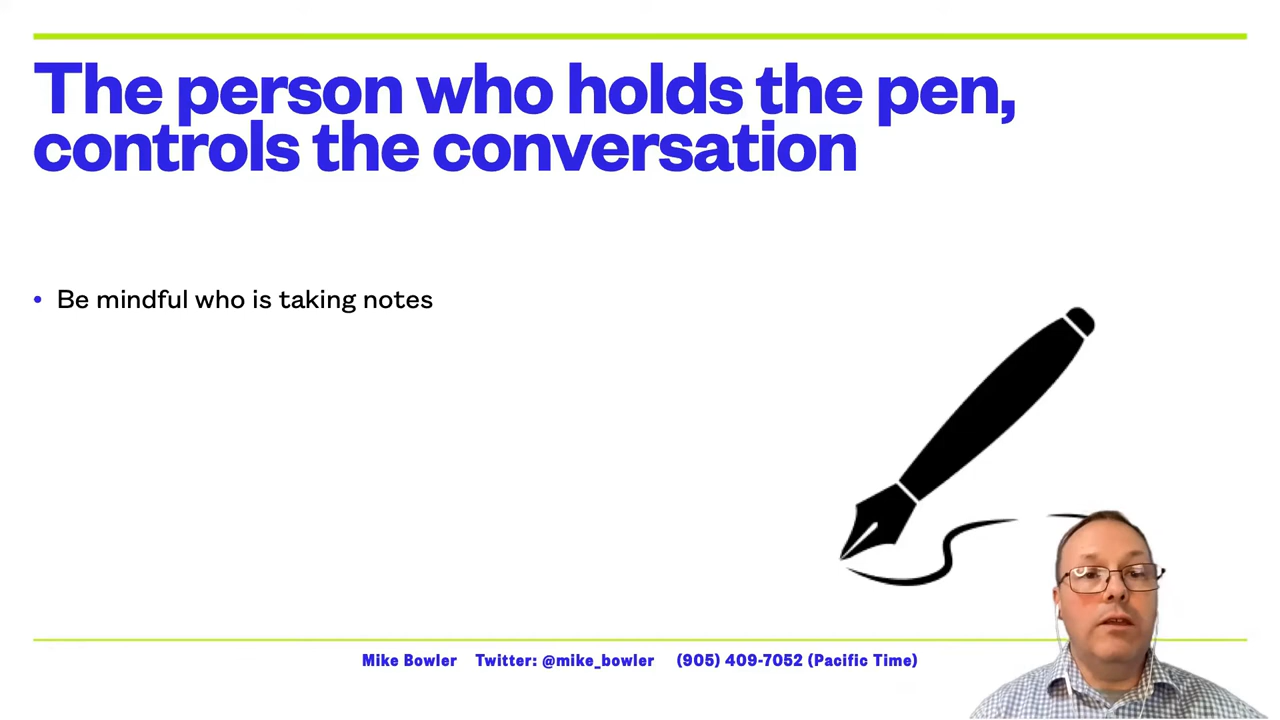 The person who holds the pen,
controls the conversation
• Be mindful who is taking notes
Mike Bowler Twitter: @mike_bowler (905) 409-7052 (Pacific Time)